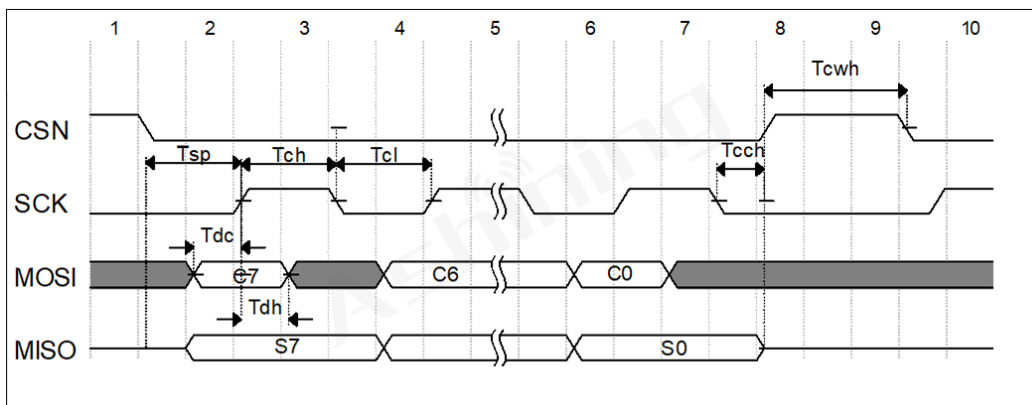 1 2 3 4 5 6 7 8 9 10
Tcwh
CSN
Tsp Tch Tcl Tcch
SCK
Tdc
MOSI C7 C6 C0
Tdh
MISO S7 S0
Ashining